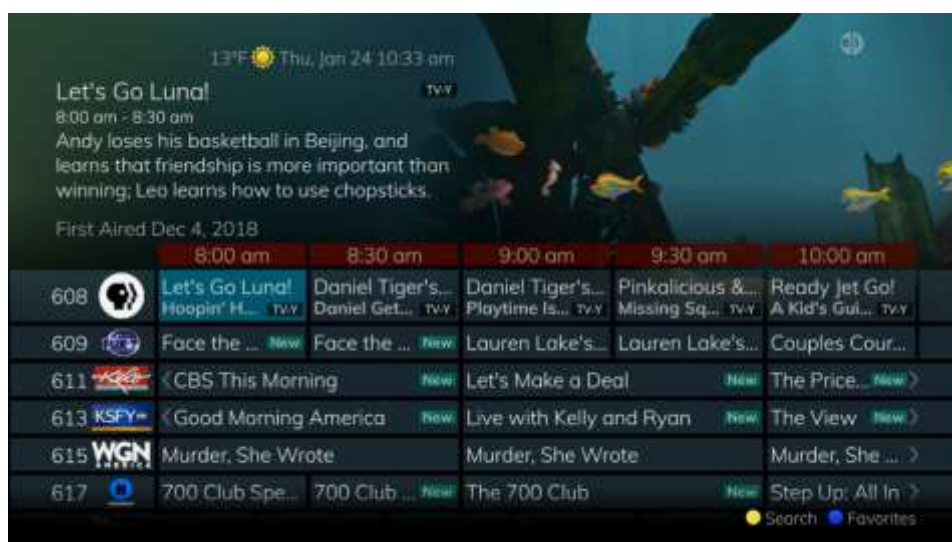 13°F Thu, Jan 24 10:33 am
Let's Go Luna! TV-Y
8:00 am - 8:30 am
Andy loses his basketball in Beijing, and
learns that friendship is more important than
winning; Leo learns how to use chopsticks.
First Aired Dec 4, 2018
8:00 am 8:30 am 9:00 am 9:30 am 10:00 am
608 Let's Go Luna! Daniel Tiger's... Daniel Tiger's... Pinkalicious &... Ready Jet Go!
Hoopin' H... TV-Y Daniel Get... TV-Y Playtime Is... TV-Y Missing Sq... TV-Y A Kid's Gui... TV-Y
609 Face the ... New Face the ... New Lauren Lake's... Lauren Lake's... Couples Cour...
611 CBS This Morning New Let's Make a Deal New The Price... New
613 KSFY Good Morning America New Live with Kelly and Ryan New The View New
615 WGN AMERICA Murder, She Wrote Murder, She Wrote Murder, She ...
617 700 Club Spe... 700 Club ... New The 700 Club New Step Up: All In
Search Favorites